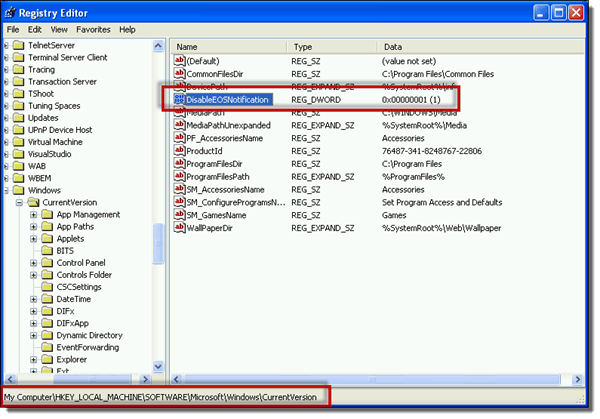 Registry Editor
File Edit View Favorites Help
TelnetServer
Terminal Server Client
Tracing
Transaction Server
TShoot
Tuning Spaces
Updates
UPnP Device Host
Virtual Machine
VisualStudio
WAB
WBEM
Windows
CurrentVersion
App Management
App Paths
Applets
BITS
Control Panel
Controls Folder
CSCSettings
DateTime
DIFx
DIFxApp
Dynamic Directory
EventForwarding
Explorer
Ext
Name Type Data
(Default) REG_SZ (value not set)
CommonFilesDir REG_SZ C:\Program Files\Common Files
DevicePath REG_EXPAND_SZ %SystemRoot%\inf
DisableEOSNotification REG_DWORD 0x00000001 (1)
MediaPath REG_SZ C:\WINDOWS\Media
MediaPathUnexpanded REG_EXPAND_SZ %SystemRoot%\Media
PF_AccessoriesName REG_SZ Accessories
ProductId REG_SZ 76487-341-8248767-22806
ProgramFilesDir REG_SZ C:\Program Files
ProgramFilesPath REG_EXPAND_SZ %ProgramFiles%
SM_AccessoriesName REG_SZ Accessories
SM_ConfigureProgramsN... REG_SZ Set Program Access and Defaults
SM_GamesName REG_SZ Games
WallPaperDir REG_EXPAND_SZ %SystemRoot%\Web\Wallpaper
My Computer\HKEY_LOCAL_MACHINE\SOFTWARE\Microsoft\Windows\CurrentVersion